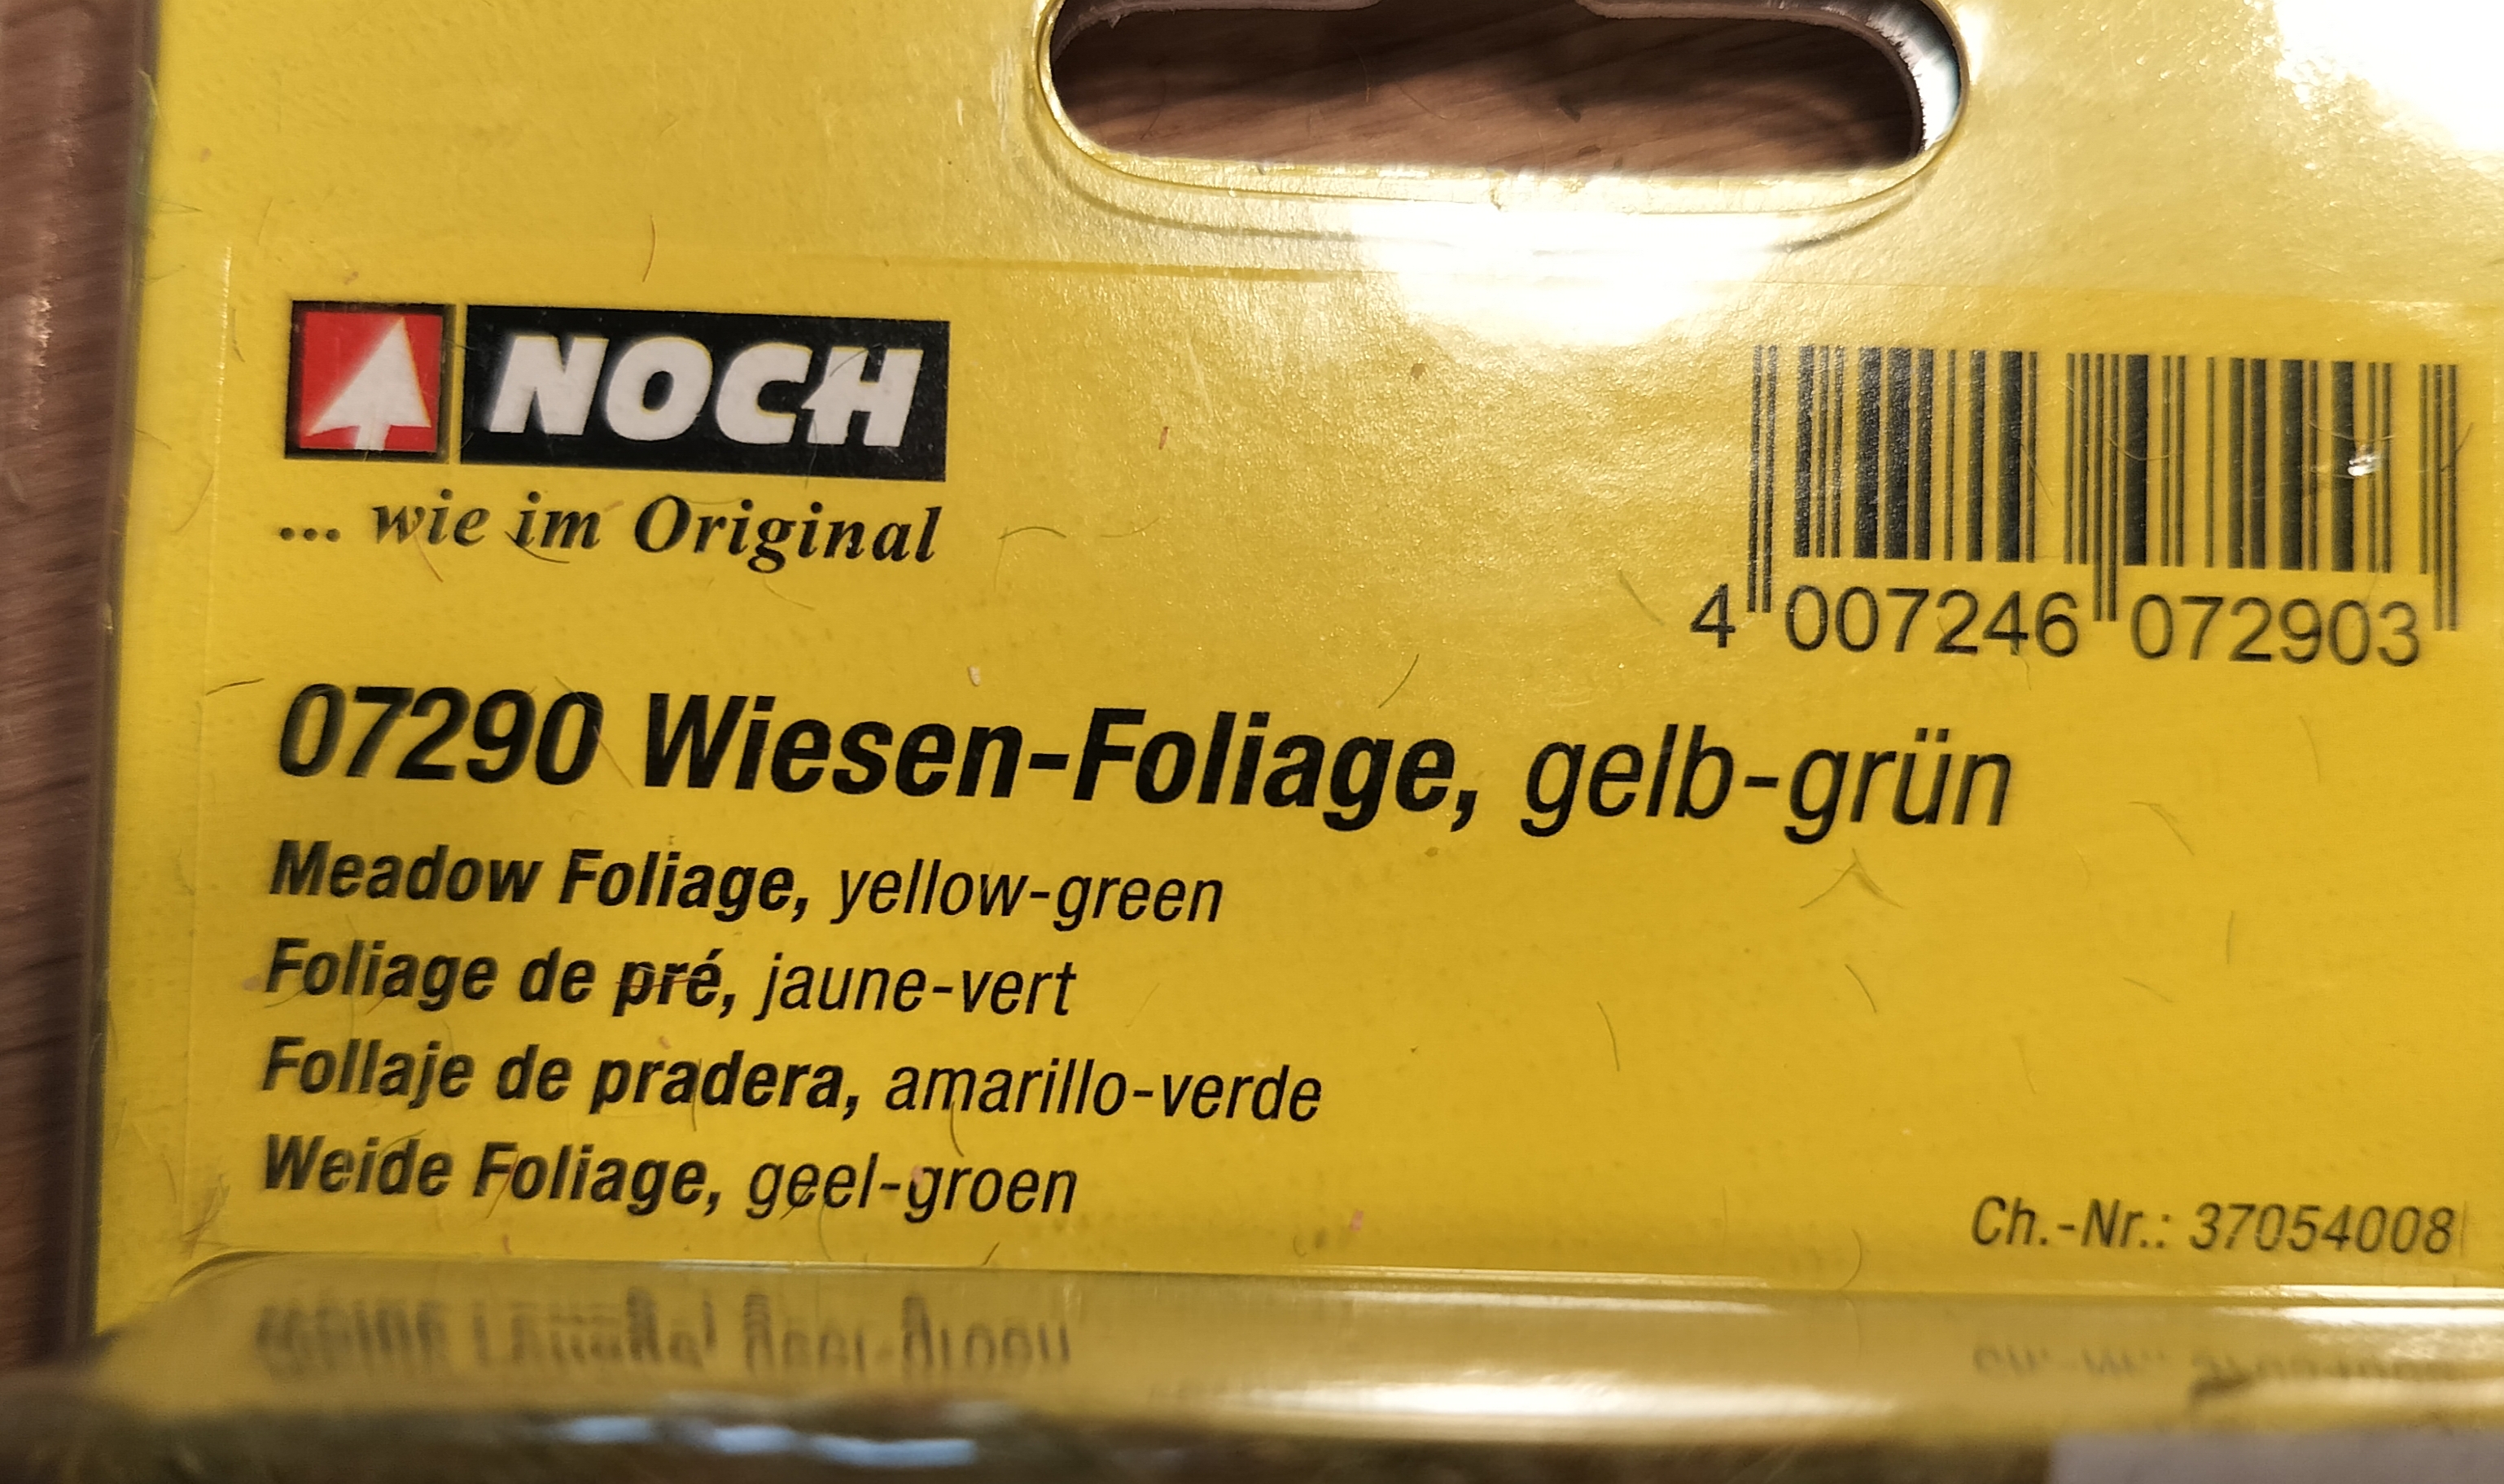 NOCH
... wie im Original
4 007246 072903
07290 Wiesen-Foliage, gelb-grün
Meadow Foliage, yellow-green
Foliage de pré, jaune-vert
Follaje de pradera, amarillo-verde
Weide Foliage, geel-groen
Ch.-Nr.: 37054008